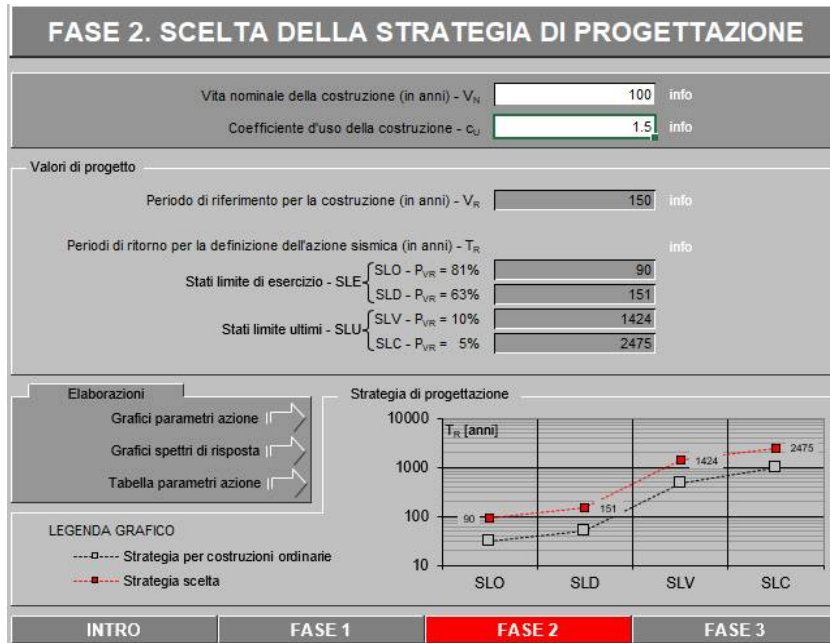 FASE 2. SCELTA DELLA STRATEGIA DI PROGETTAZIONE
Vita nominale della costruzione (in anni) - VN 100 info
Coefficiente d'uso della costruzione - cU 1.5 info
Valori di progetto
Periodo di riferimento per la costruzione (in anni) - VR 150 info
Periodi di ritorno per la definizione dell'azione sismica (in anni) - TR info
Stati limite di esercizio - SLE
SLO - PVR = 81% 90
SLD - PVR = 63% 151
Stati limite ultimi - SLU
SLV - PVR = 10% 1424
SLC - PVR = 5% 2475
Elaborazioni
Grafici parametri azione
Grafici spettri di risposta
Tabella parametri azione
LEGENDA GRAFICO
Strategia per costruzioni ordinarie
Strategia scelta
Strategia di progettazione
TR [anni]
10000
1000
100
10
90
151
1424
2475
SLO SLD SLV SLC
INTRO FASE 1 FASE 2 FASE 3